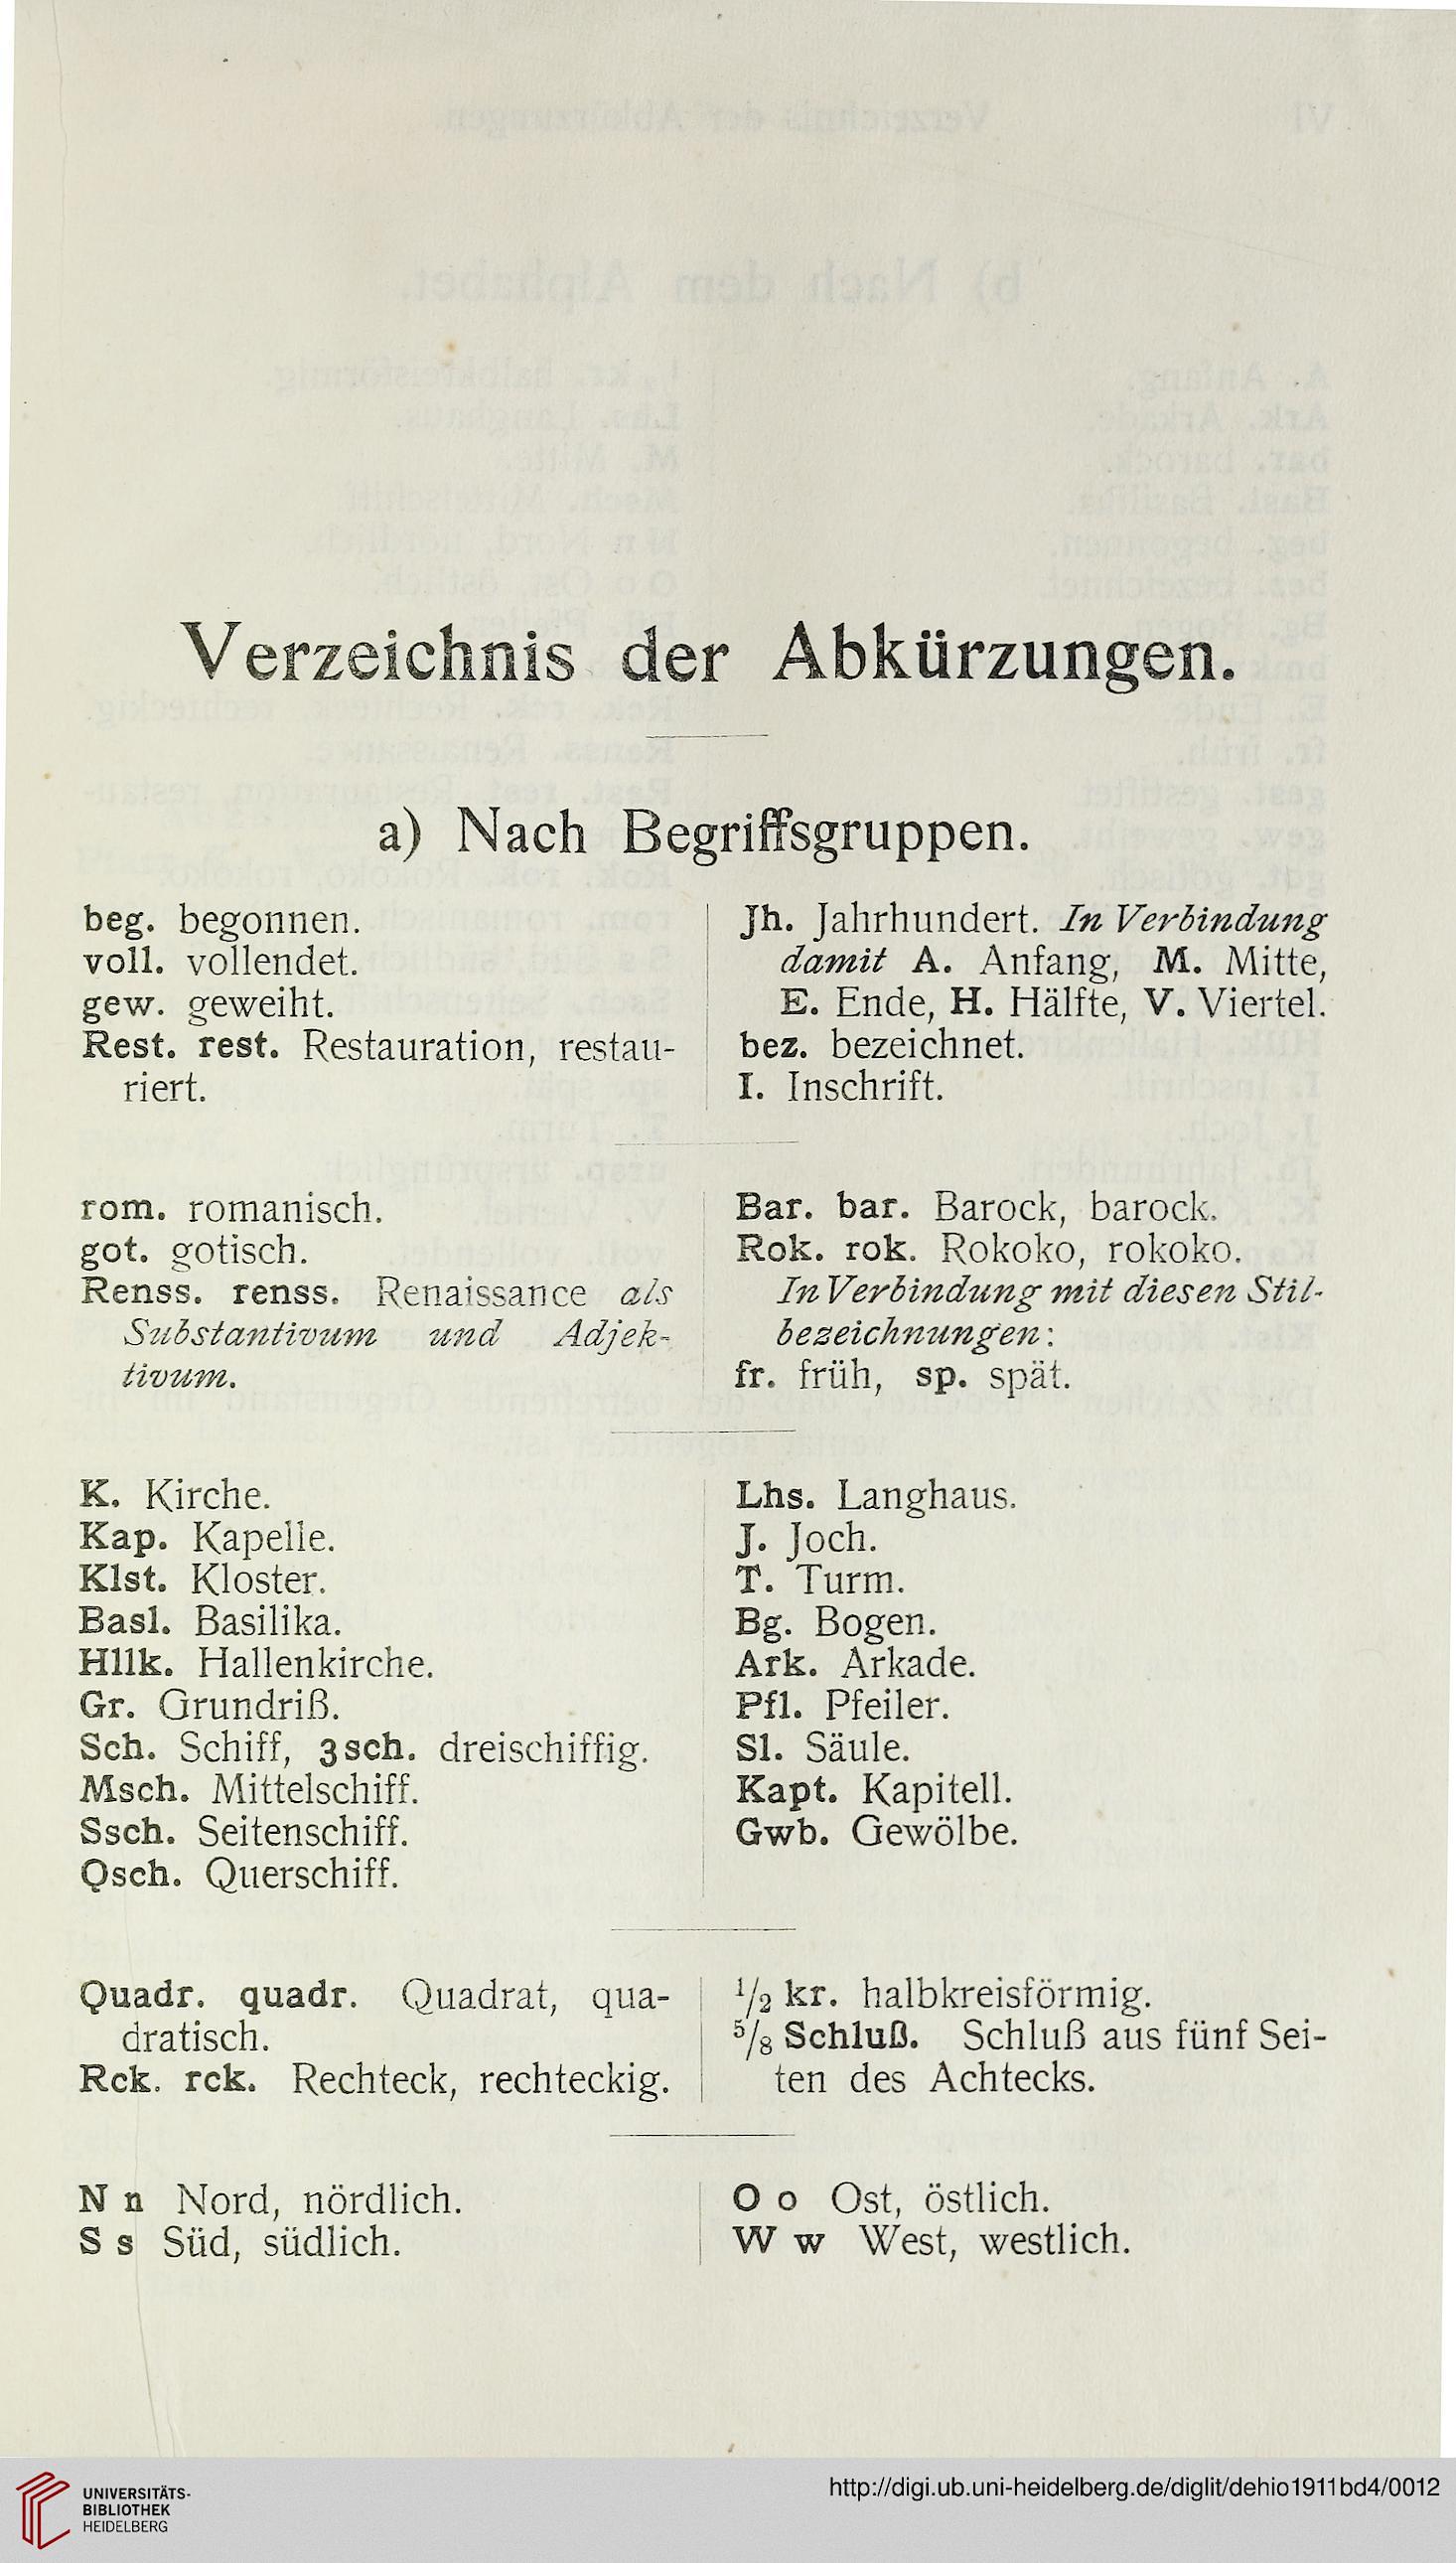 Verzeichnis der Abkürzungen.
a) Nach Begriffsgruppen.
beg. begonnen.
voll. vollendet.
gew. geweiht.
Rest. rest. Restauration, restau-
riert.
Jh. Jahrhundert. In Verbindung
damit A. Anfang, M. Mitte,
E. Ende, H. Hälfte, V. Viertel.
bez. bezeichnet.
I. Inschrift.
rom. romanisch.
got. gotisch.
Renss. renss. Renaissance als
Substantivum und Adjek-
tivum.
Bar. bar. Barock, barock.
Rok. rok. Rokoko, rokoko.
In Verbindung mit diesen Stil-
bezeichnungen:
fr. früh, sp. spät.
K. Kirche.
Kap. Kapelle.
Klst. Kloster.
Basl. Basilika.
Hllk. Hallenkirche.
Gr. Grundriß.
Sch. Schiff, 3sch. dreischiffig.
Msch. Mittelschiff.
Ssch. Seitenschiff.
Qsch. Querschiff.
Lhs. Langhaus.
J. Joch.
T. Turm.
Bg. Bogen.
Ark. Arkade.
Pfl. Pfeiler.
Sl. Säule.
Kapt. Kapitell.
Gwb. Gewölbe.
Quadr. quadr. Quadrat, qua-
dratisch.
Rck. rck. Rechteck, rechteckig.
1/2 kr. halbkreisförmig.
5/8 Schluß. Schluß aus fünf Sei-
ten des Achtecks.
N n Nord, nördlich.
S s Süd, südlich.
O o Ost, östlich.
W w West, westlich.
UNIVERSITÄTS-
BIBLIOTHEK
HEIDELBERG
http://digi.ub.uni-heidelberg.de/diglit/dehio1911bd4/0012